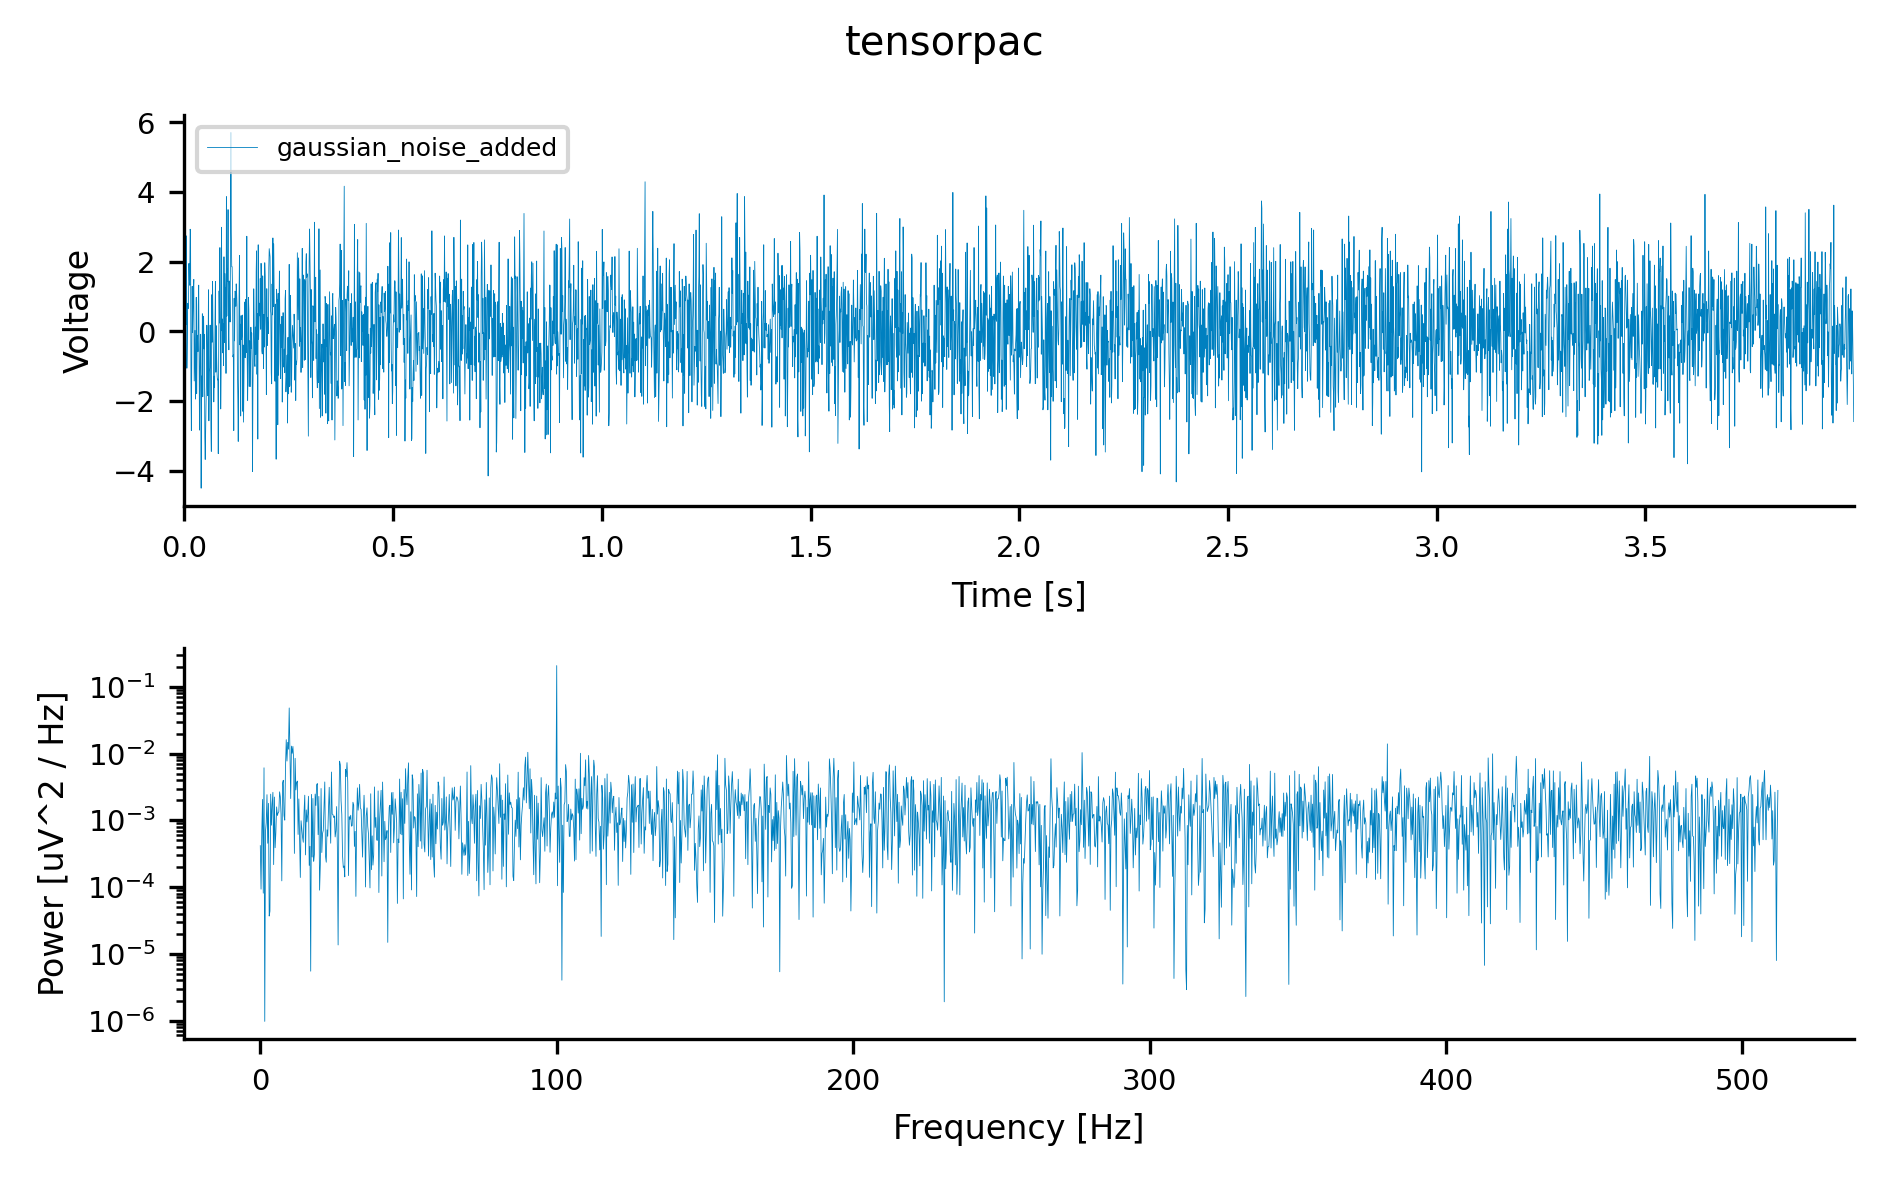 tensorpac
6
4
2
0
−2
−4
Voltage
gaussian_noise_added
0.0 0.5 1.0 1.5 2.0 2.5 3.0 3.5
Time [s]
10−1
10−2
10−3
10−4
10−5
10−6
Power [uV^2 / Hz]
0 100 200 300 400 500
Frequency [Hz]